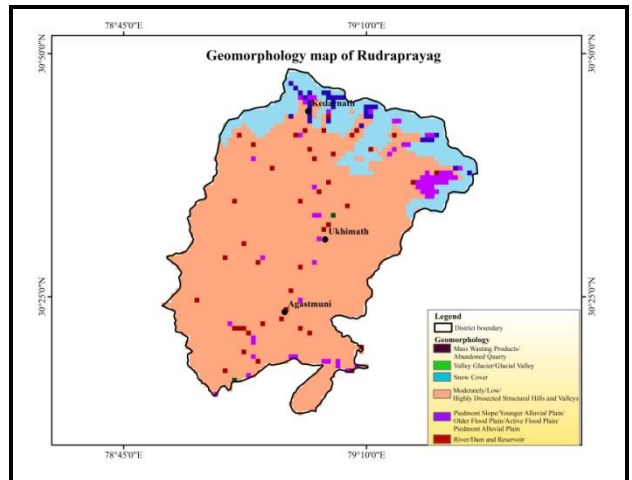 78°45'0"E
79°10'0"E
30°50'0"N
30°50'0"N
Geomorphology map of Rudraprayag
Kedarnath
Ukhimath
30°25'0"N
30°25'0"N
Agastmuni
Legend
District boundary
Geomorphology
Mass Wasting Products/
Abandoned Quarry
Valley Glacier/Glacial Valley
Snow Cover
Moderately/Low/
Highly Dissected Structural Hills and Valleys
Piedmont Slope/Younger Alluvial Plain/
Older Flood Plain/Active Flood Plain/
Piedmont Alluvial Plain
River/Dam and Reservoir
78°45'0"E
79°10'0"E